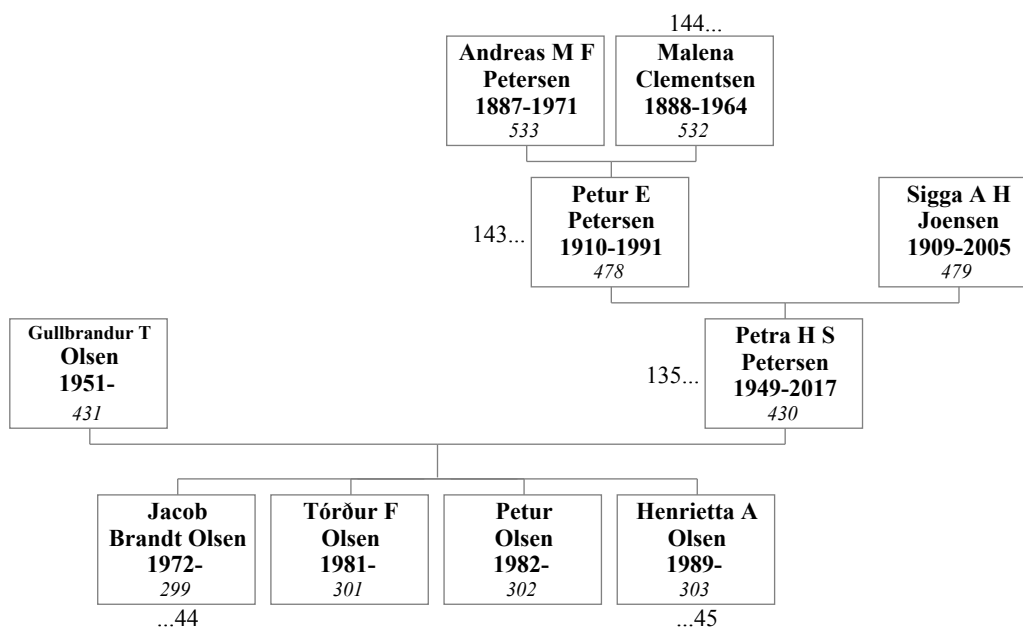 144...
Andreas M F
Petersen
1887-1971
533
Malena
Clementsen
1888-1964
532
143...
Petur E
Petersen
1910-1991
478
Sigga A H
Joensen
1909-2005
479
Gullbrandur T
Olsen
1951-
431
135...
Petra H S
Petersen
1949-2017
430
Jacob
Brandt Olsen
1972-
299
...44
Tórður F
Olsen
1981-
301
Petur
Olsen
1982-
302
Henrietta A
Olsen
1989-
303
...45